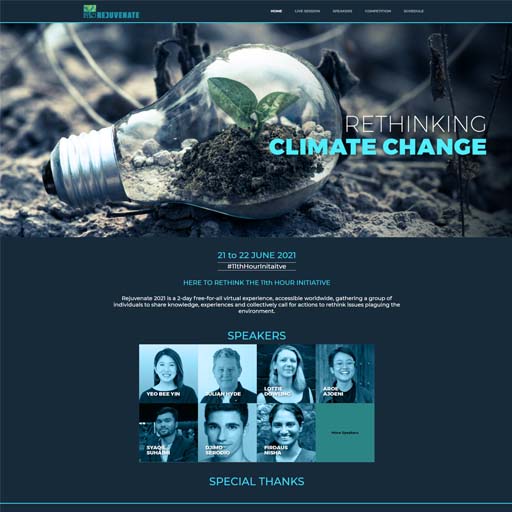 REJUVENATE
HOME LIVE SESSION SPEAKERS COMPETITION SCHEDULE
RETHINKING
CLIMATE CHANGE
21 to 22 JUNE 2021
#11thHourInitaitve
HERE TO RETHINK THE 11th HOUR INITIATIVE
Rejuvenate 2021 is a 2-day free-for-all virtual experience, accessible worldwide, gathering a group of
individuals to share knowledge, experiences and collectively call for actions to rethink issues plaguing the
environment.
SPEAKERS
YEO BEE YIN
JULIAN HYDE
LOTTIE
DOWLING
AROE
AJOENI
SYAQIL
SUHAIMI
DJIMO
SERODIO
FIRDAUS
NISHA
More Speakers
SPECIAL THANKS